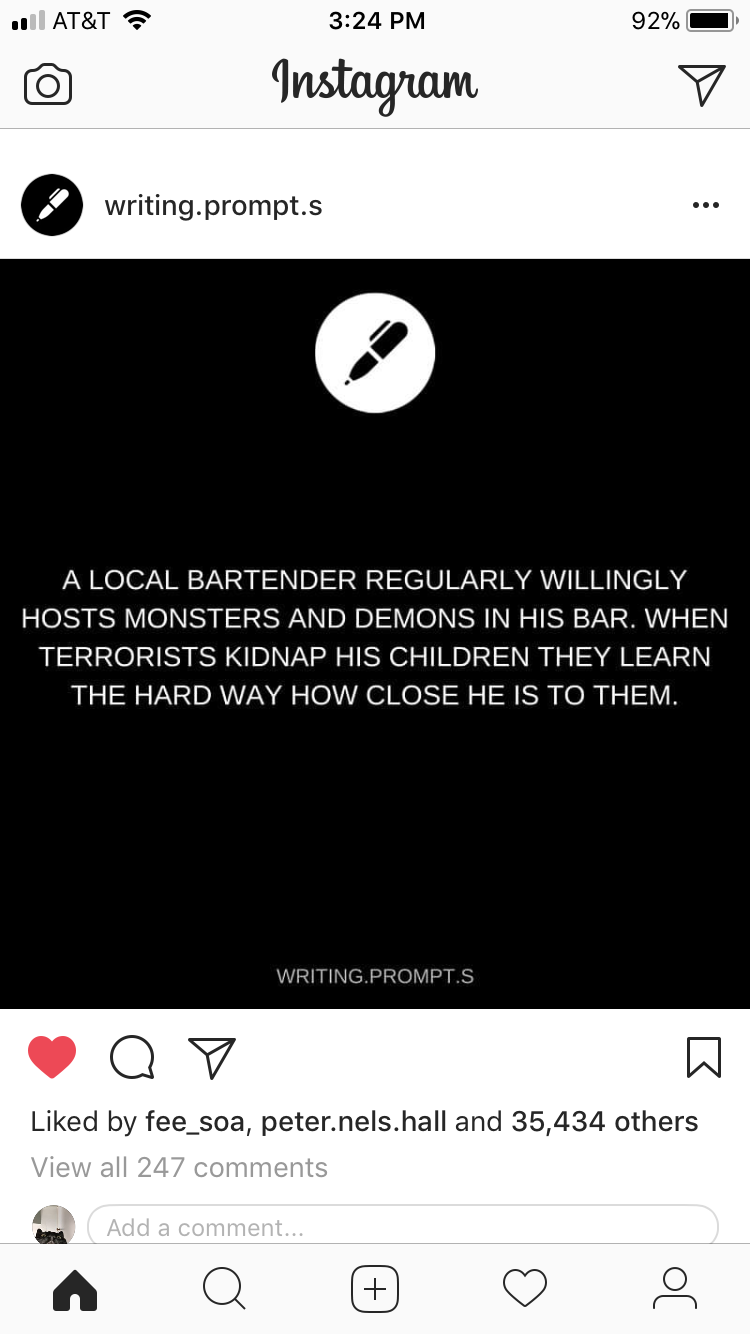 AT&T 3:24 PM 92%
Instagram
writing.prompt.s
A LOCAL BARTENDER REGULARLY WILLINGLY
HOSTS MONSTERS AND DEMONS IN HIS BAR. WHEN
TERRORISTS KIDNAP HIS CHILDREN THEY LEARN
THE HARD WAY HOW CLOSE HE IS TO THEM.
WRITING.PROMPT.S
Liked by fee_soa, peter.nels.hall and 35,434 others
View all 247 comments
Add a comment...